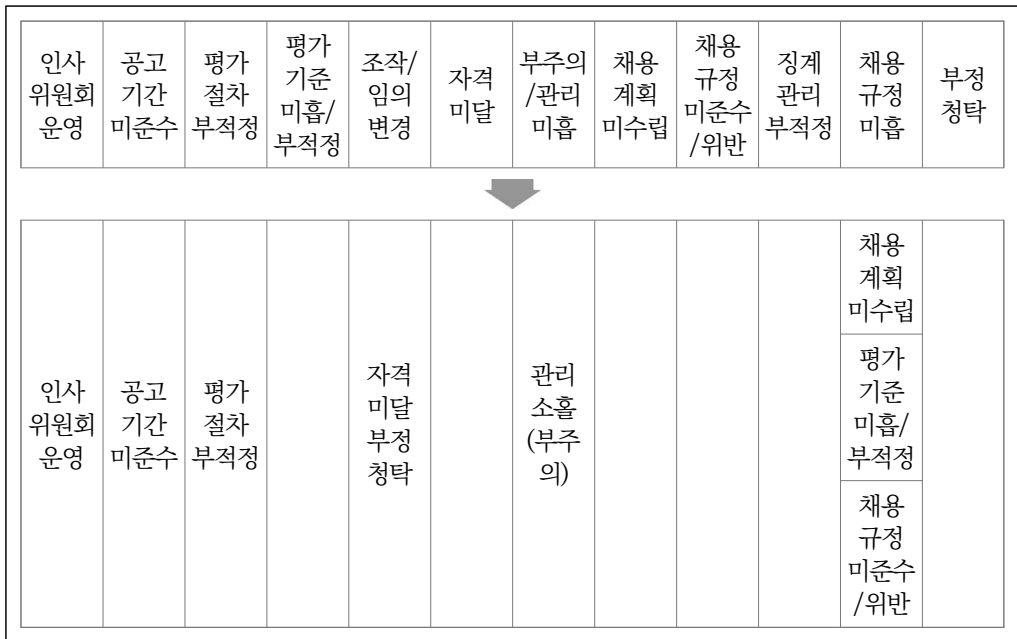 인사
위원회
운영
공고
기간
미준수
평가
절차
부적정
평가
기준
미흡/
부적정
조작/
임의
변경
자격
미달
부주의
/관리
미흡
채용
계획
미수립
채용
규정
미준수
/위반
징계
관리
부적정
채용
규정
미흡
부정
청탁
인사
위원회
운영
공고
기간
미준수
평가
절차
부적정
자격
미달
부정
청탁
관리
소홀
(부주
의)
채용
계획
미수립
평가
기준
미흡/
부적정
채용
규정
미준수
/위반